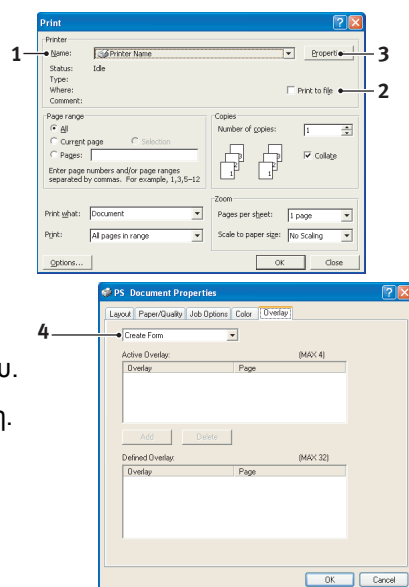 Print
Printer
1
Name:
Printer Name
Properti
3
Status:
Idle
Type:
Where:
Print to file
2
Comment:
Page range
All
Current page
Selection
Pages:
Enter page numbers and/or page ranges
separated by commas. For example, 1,3,5-12
Copies
Number of copies:
1
Collate
Print what:
Document
Print:
All pages in range
Zoom
Pages per sheet:
1 page
Scale to paper size:
No Scaling
Options...
OK
Close
PS Document Properties
Layout
Paper/Quality
Job Options
Color
Overlay
4
Create Form
Active Overlay:
(MAX 4)
Overlay
Page
Add
Delete
Defined Overlay:
(MAX 32)
Overlay
Page
OK
Cancel